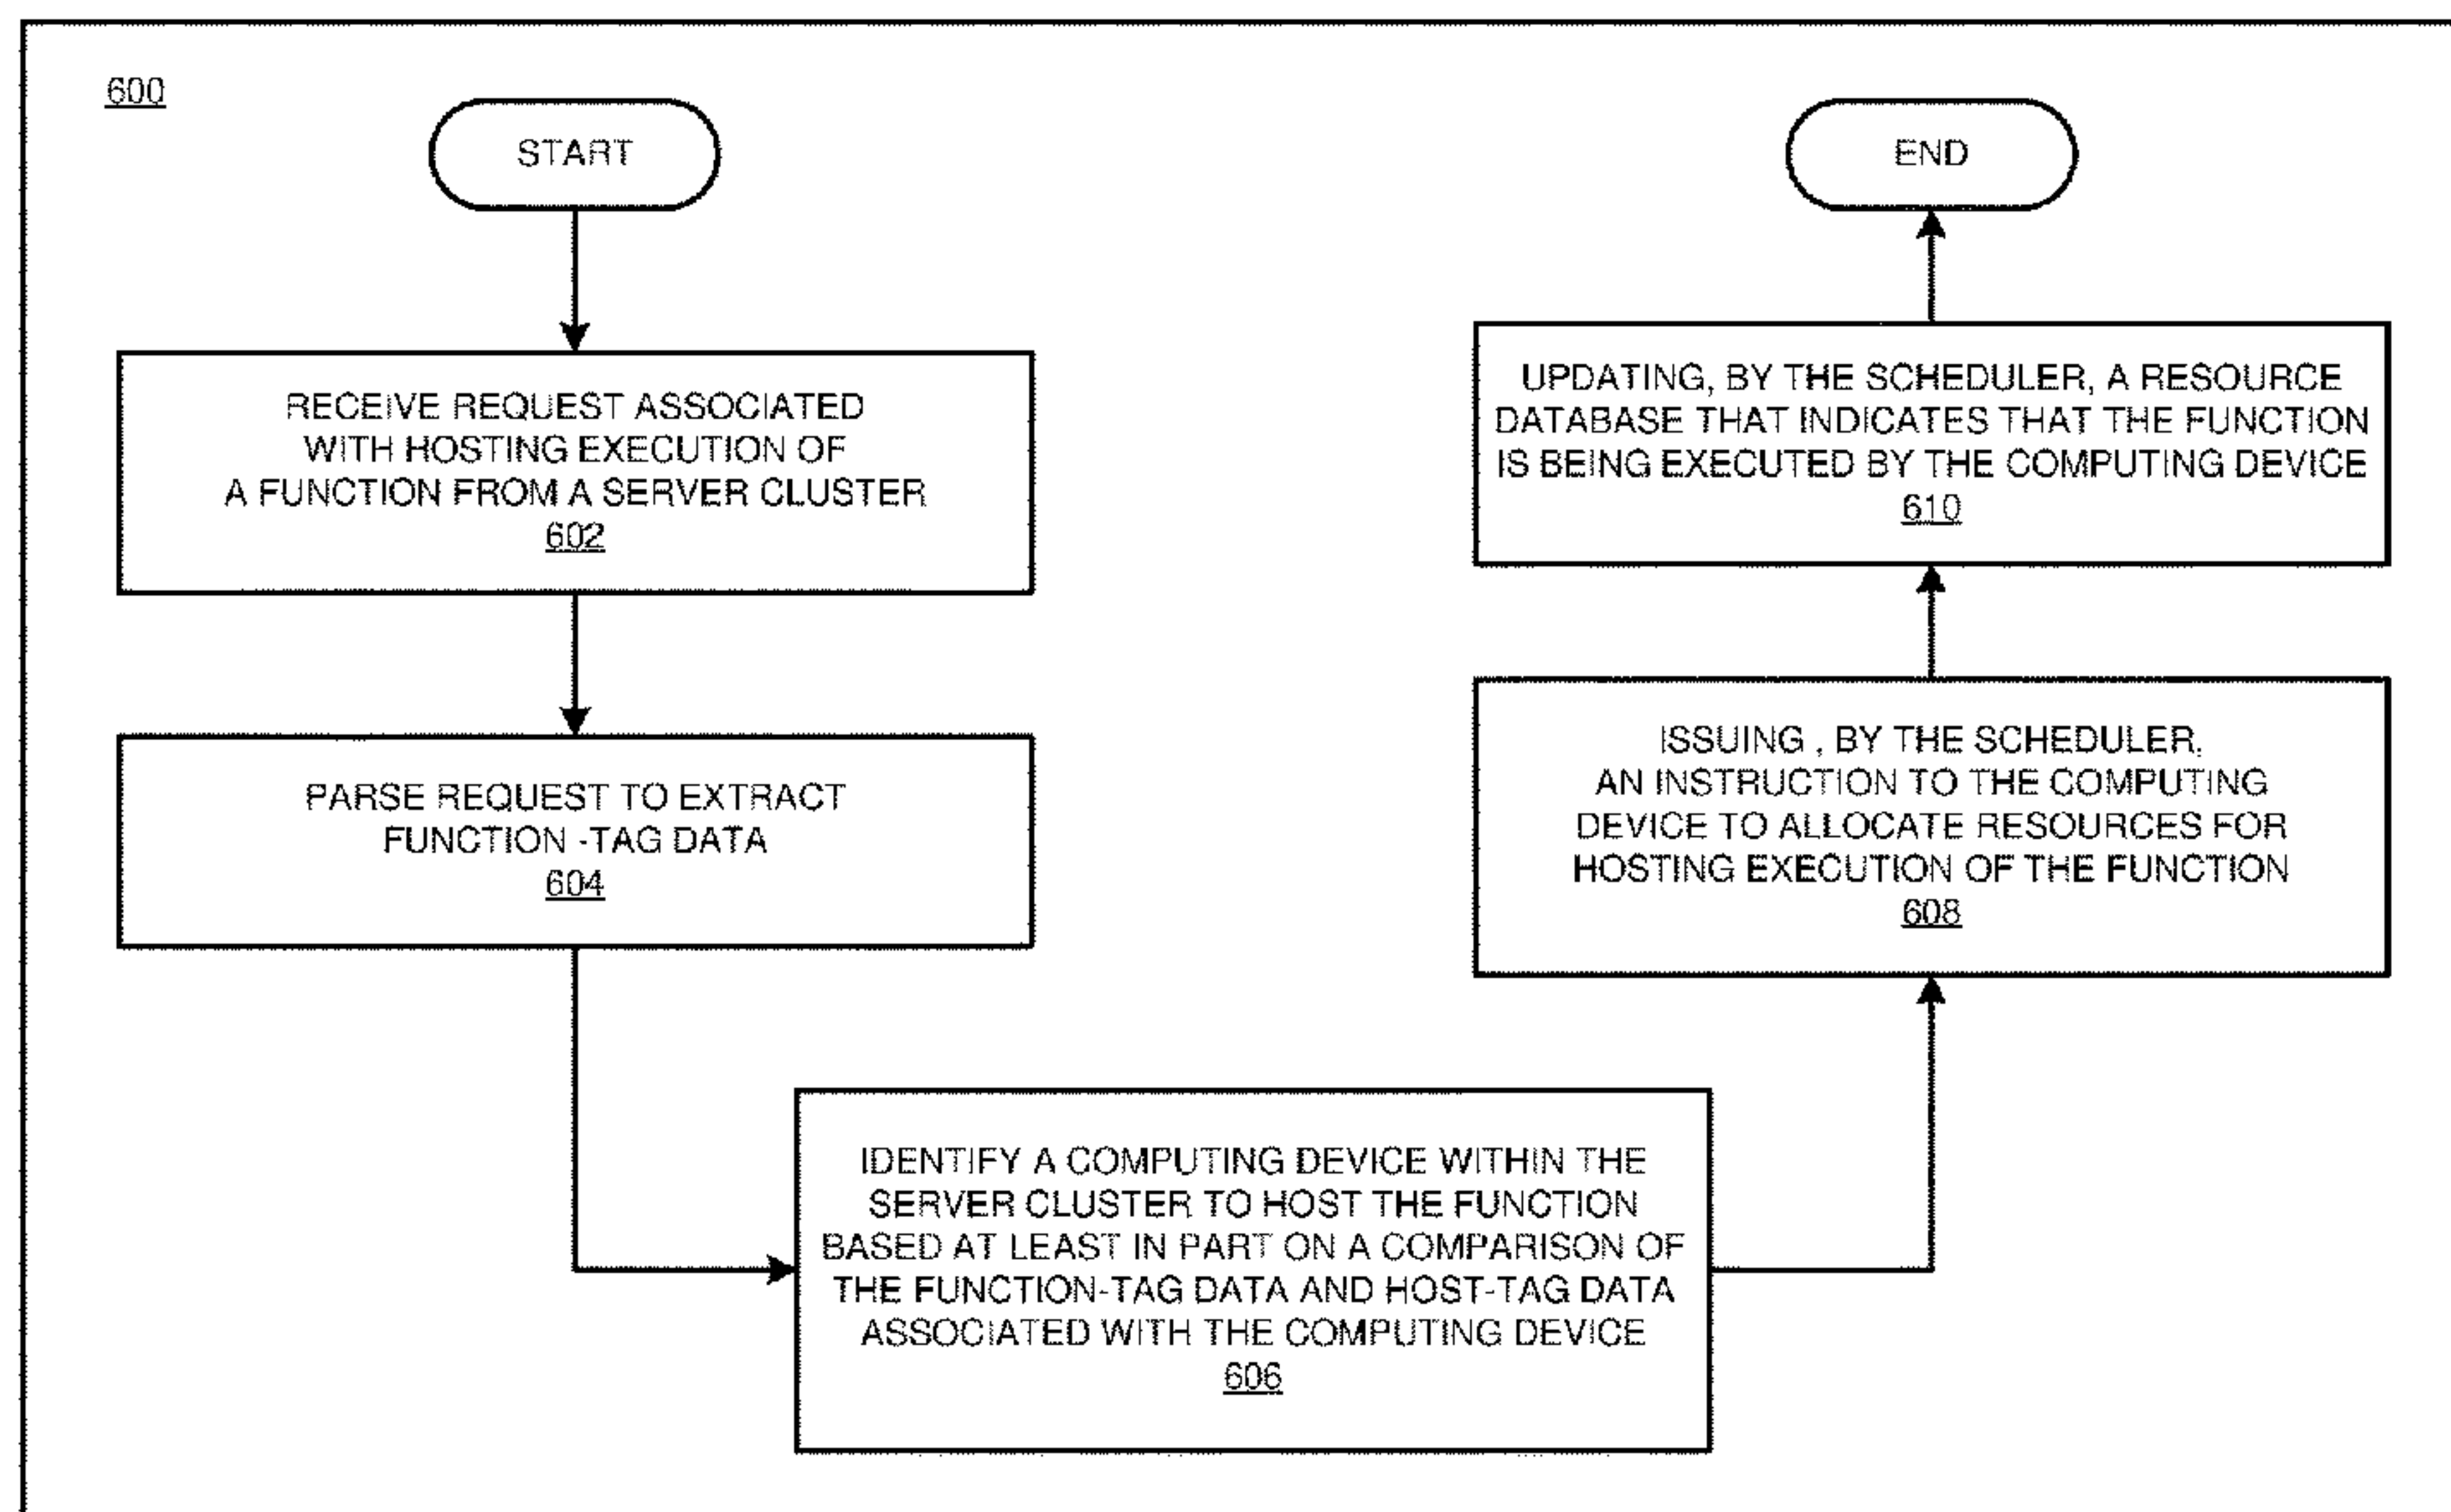 600
START
RECEIVE REQUEST ASSOCIATED
WITH HOSTING EXECUTION OF
A FUNCTION FROM A SERVER CLUSTER
602
PARSE REQUEST TO EXTRACT
FUNCTION -TAG DATA
604
IDENTIFY A COMPUTING DEVICE WITHIN THE
SERVER CLUSTER TO HOST THE FUNCTION
BASED AT LEAST IN PART ON A COMPARISON OF
THE FUNCTION-TAG DATA AND HOST-TAG DATA
ASSOCIATED WITH THE COMPUTING DEVICE
606
ISSUING , BY THE SCHEDULER,
AN INSTRUCTION TO THE COMPUTING
DEVICE TO ALLOCATE RESOURCES FOR
HOSTING EXECUTION OF THE FUNCTION
608
UPDATING, BY THE SCHEDULER, A RESOURCE
DATABASE THAT INDICATES THAT THE FUNCTION
IS BEING EXECUTED BY THE COMPUTING DEVICE
610
END